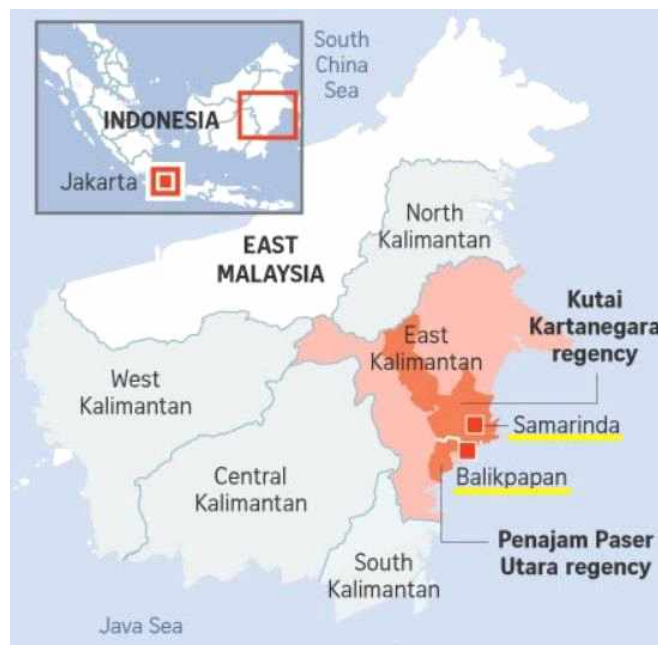 South
China
Sea
INDONESIA
Jakarta
North
Kalimantan
EAST
MALAYSIA
Kutai
Kartanegara
regency
East
Kalimantan
West
Kalimantan
Samarinda
Central
Kalimantan
Balikpapan
Penajam Paser
Utara regency
South
Kalimantan
Java Sea